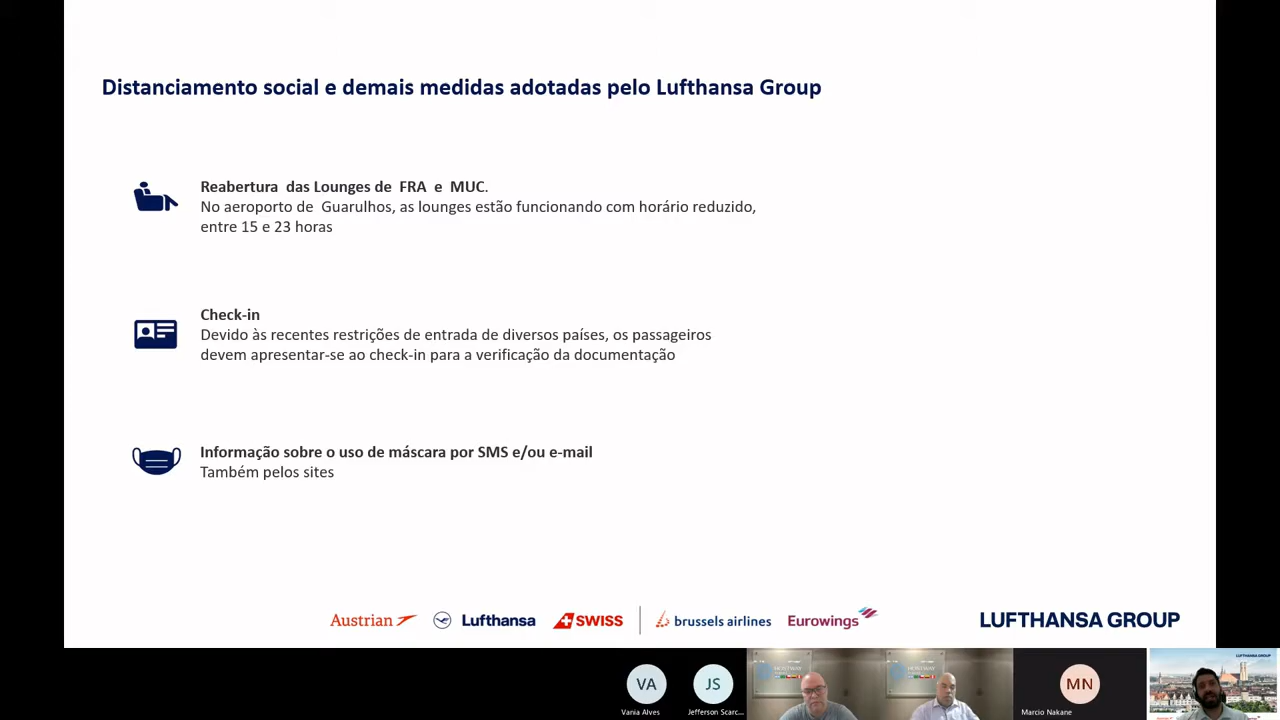 Distanciamento social e demais medidas adotadas pelo Lufthansa Group
Reabertura das Lounges de FRA e MUC.
No aeroporto de Guarulhos, as lounges estão funcionando com horário reduzido,
entre 15 e 23 horas
Check-in
Devido às recentes restrições de entrada de diversos países, os passageiros
devem apresentar-se ao check-in para a verificação da documentação
Informação sobre o uso de máscara por SMS e/ou e-mail
Também pelos sites
Austrian
Lufthansa
SWISS
brussels airlines
Eurowings
LUFTHANSA GROUP
VA
JS
MN
Vania Alves
Jefferson Scarc...
Marcio Nakane
LUFTHANSA GROUP